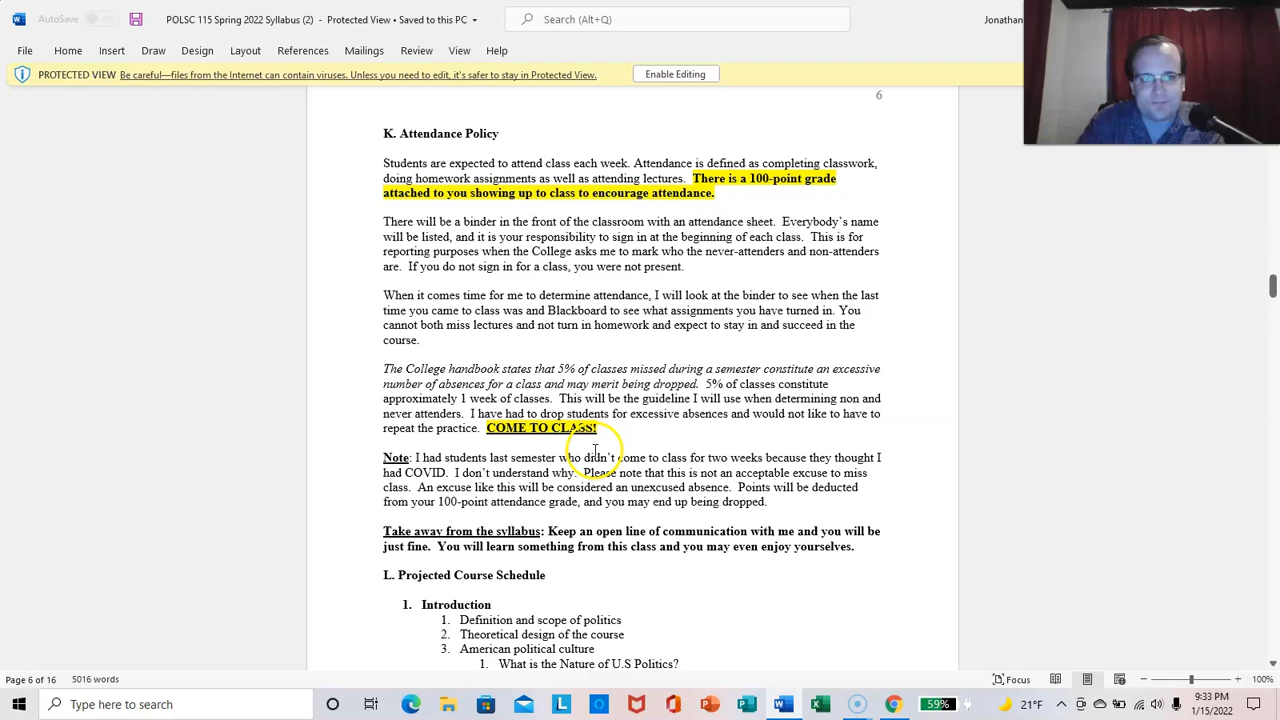 AutoSave Off POLSC 115 Spring 2022 Syllabus (2) - Protected View • Saved to this PC Search (Alt+Q) Jonathan
File Home Insert Draw Design Layout References Mailings Review View Help
PROTECTED VIEW Be careful—files from the Internet can contain viruses. Unless you need to edit, it's safer to stay in Protected View. Enable Editing
6
K. Attendance Policy
Students are expected to attend class each week. Attendance is defined as completing classwork,
doing homework assignments as well as attending lectures. There is a 100-point grade
attached to you showing up to class to encourage attendance.
There will be a binder in the front of the classroom with an attendance sheet. Everybody's name
will be listed, and it is your responsibility to sign in at the beginning of each class. This is for
reporting purposes when the College asks me to mark who the never-attenders and non-attenders
are. If you do not sign in for a class, you were not present.
When it comes time for me to determine attendance, I will look at the binder to see when the last
time you came to class was and Blackboard to see what assignments you have turned in. You
cannot both miss lectures and not turn in homework and expect to stay in and succeed in the
course.
The College handbook states that 5% of classes missed during a semester constitute an excessive
number of absences for a class and may merit being dropped. 5% of classes constitute
approximately 1 week of classes. This will be the guideline I will use when determining non and
never attenders. I have had to drop students for excessive absences and would not like to have to
repeat the practice. COME TO CLASS!
Note: I had students last semester who didn't come to class for two weeks because they thought I
had COVID. I don't understand why. Please note that this is not an acceptable excuse to miss
class. An excuse like this will be considered an unexcused absence. Points will be deducted
from your 100-point attendance grade, and you may end up being dropped.
Take away from the syllabus: Keep an open line of communication with me and you will be
just fine. You will learn something from this class and you may even enjoy yourselves.
L. Projected Course Schedule
1. Introduction
1. Definition and scope of politics
2. Theoretical design of the course
3. American political culture
1. What is the Nature of U.S Politics?
Page 6 of 16 5016 words Focus 100%
Type here to search 59% 21°F 9:33 PM
1/15/2022